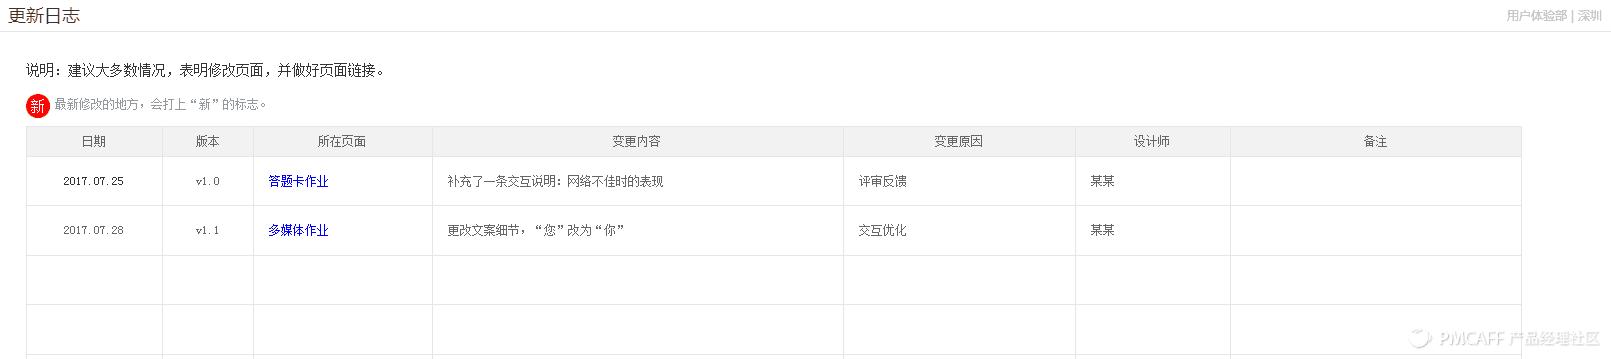 更新日志
用户体验部 | 深圳
说明：建议大多数情况，表明修改页面，并做好页面链接。
新 最新修改的地方，会打上“新”的标志。
日期 版本 所在页面 变更内容 变更原因 设计师 备注
2017.07.25 v1.0 答题卡作业 补充了一条交互说明：网络不佳时的表现 评审反馈 某某
2017.07.28 v1.1 多媒体作业 更改文案细节，“您”改为“你” 交互优化 某某
PMCAFF 产品经理社区